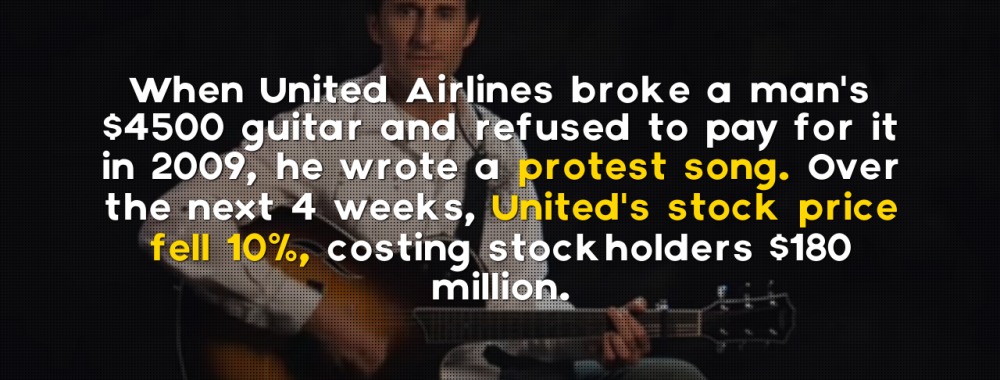 When United Airlines broke a man's
$4500 guitar and refused to pay for it
in 2009, he wrote a protest song. Over
the next 4 weeks, United's stock price
fell 10%, costing stockholders $180
million.